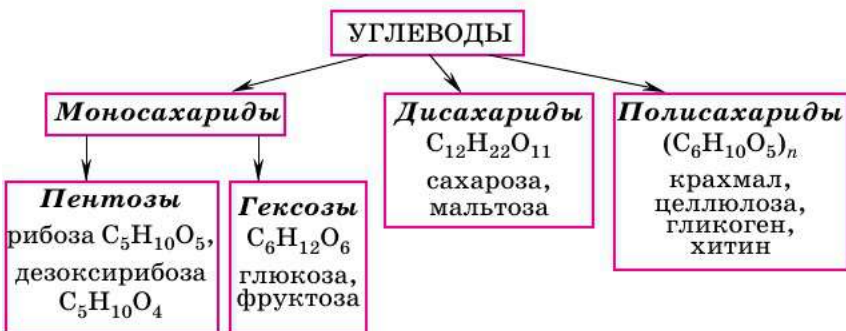 УГЛЕВОДЫ
Моносахариды
Пентозы
рибоза C₅H₁₀O₅,
дезоксирибоза
C₅H₁₀O₄
Гексозы
C₆H₁₂O₆
глюкоза,
фруктоза
Дисахариды
C₁₂H₂₂O₁₁
сахароза,
мальтоза
Полисахариды
(C₆H₁₀O₅)ₙ
крахмал,
целлюлоза,
гликоген,
хитин